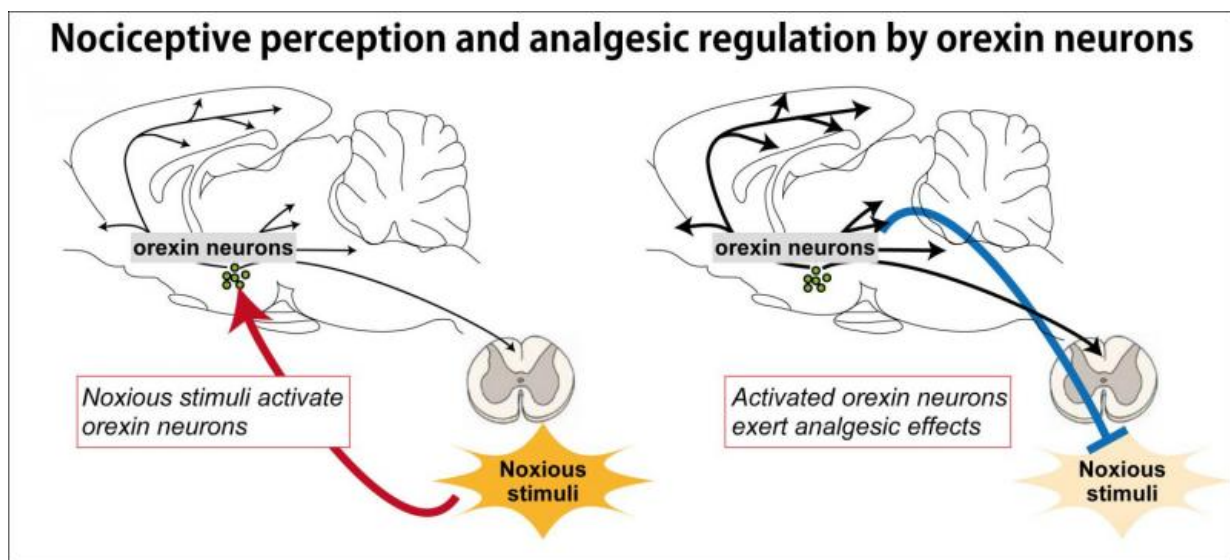 Nociceptive perception and analgesic regulation by orexin neurons
orexin neurons
Noxious stimuli activate
orexin neurons
Noxious
stimuli
orexin neurons
Activated orexin neurons
exert analgesic effects
Noxious
stimuli